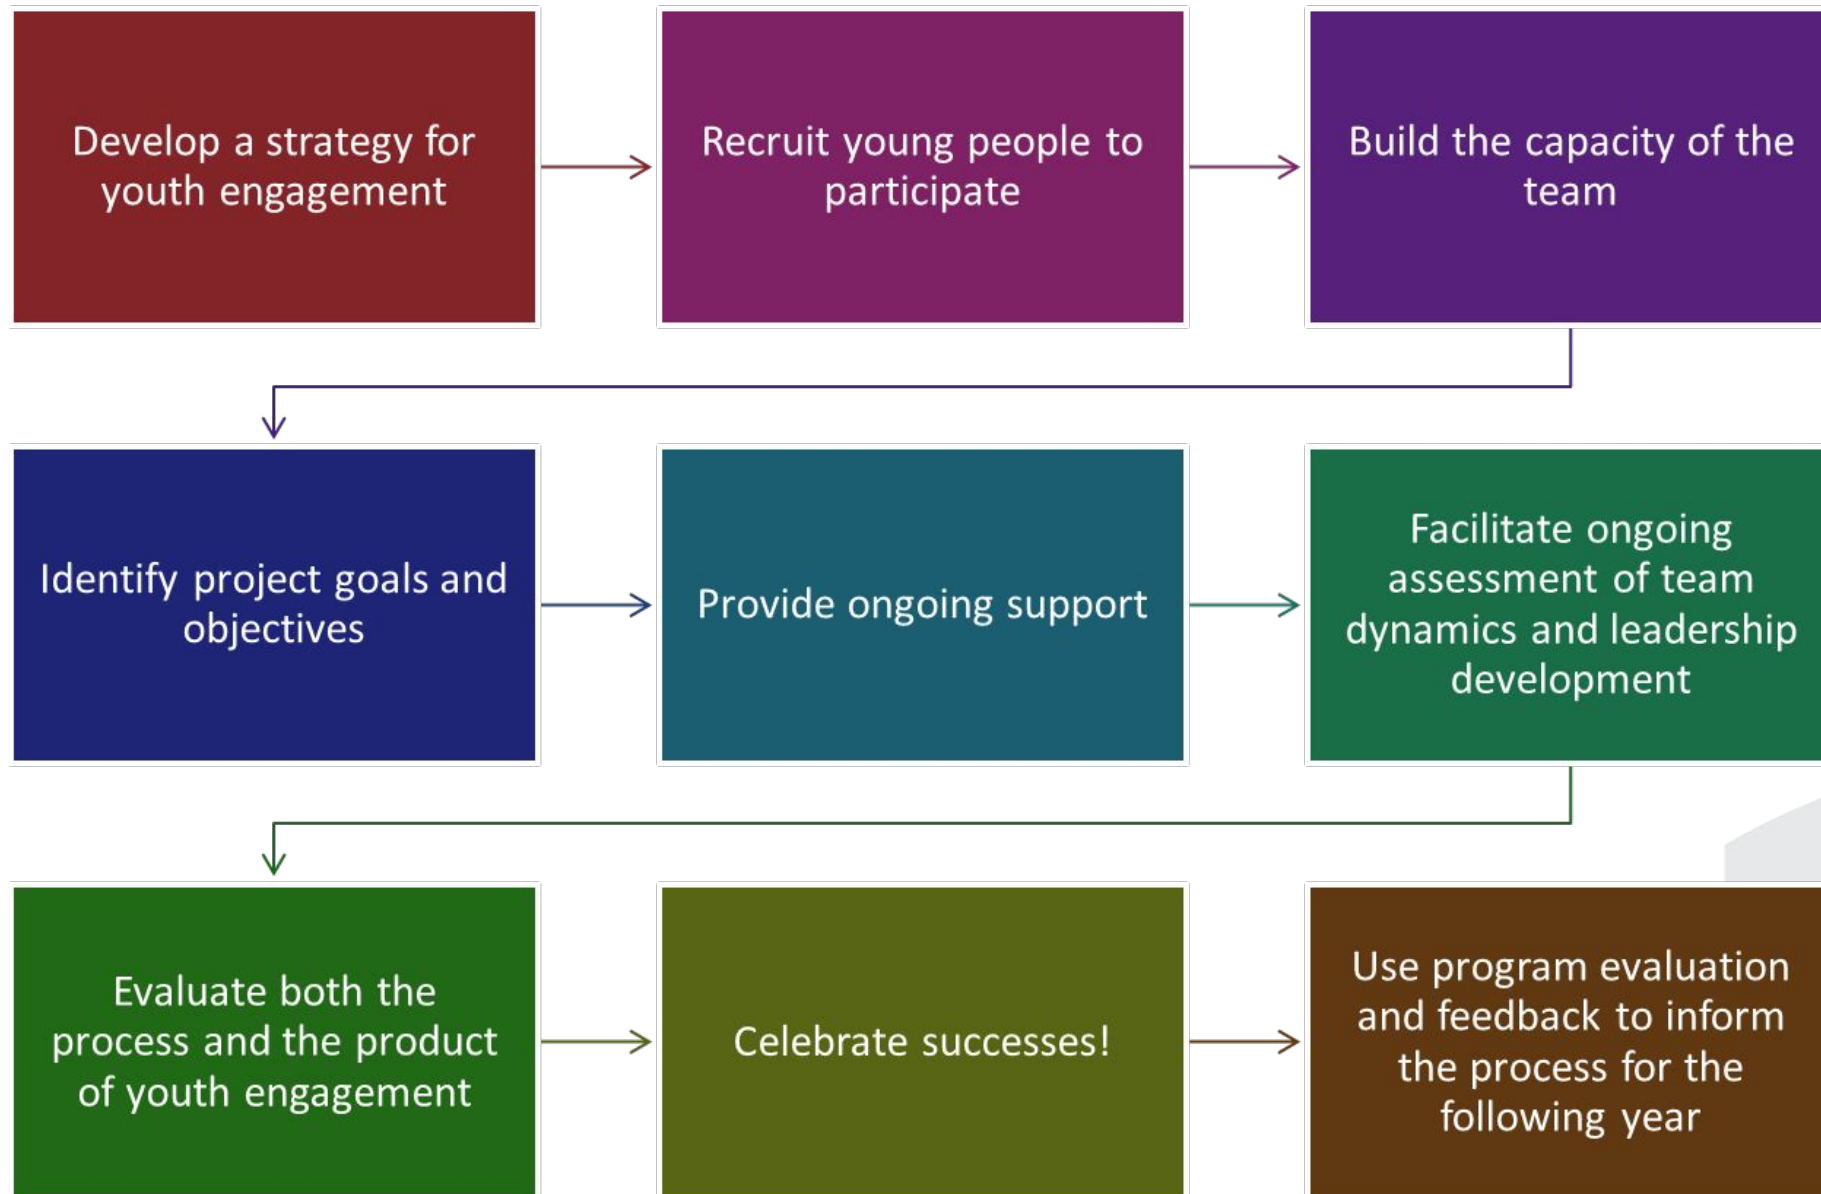 Develop a strategy for
youth engagement
Recruit young people to
participate
Build the capacity of the
team
Identify project goals and
objectives
Provide ongoing support
Facilitate ongoing
assessment of team
dynamics and leadership
development
Evaluate both the
process and the product
of youth engagement
Celebrate successes!
Use program evaluation
and feedback to inform
the process for the
following year